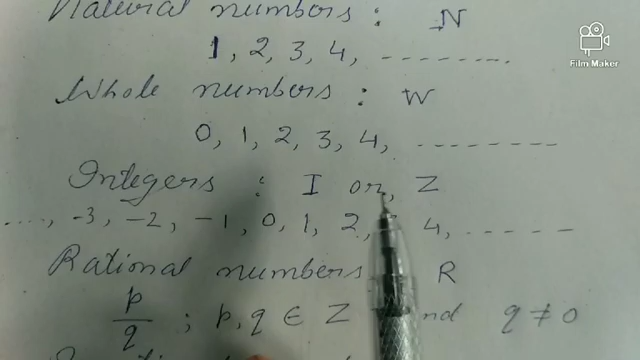 Natural numbers : N
1, 2, 3, 4, --------.
Film Maker
Whole numbers : W
0, 1, 2, 3, 4, ---------
Integers : I or, Z
...., -3, -2, -1, 0, 1, 2, 4, ------
Rational numbers R
p/q ; p, q ∈ Z q ≠ 0